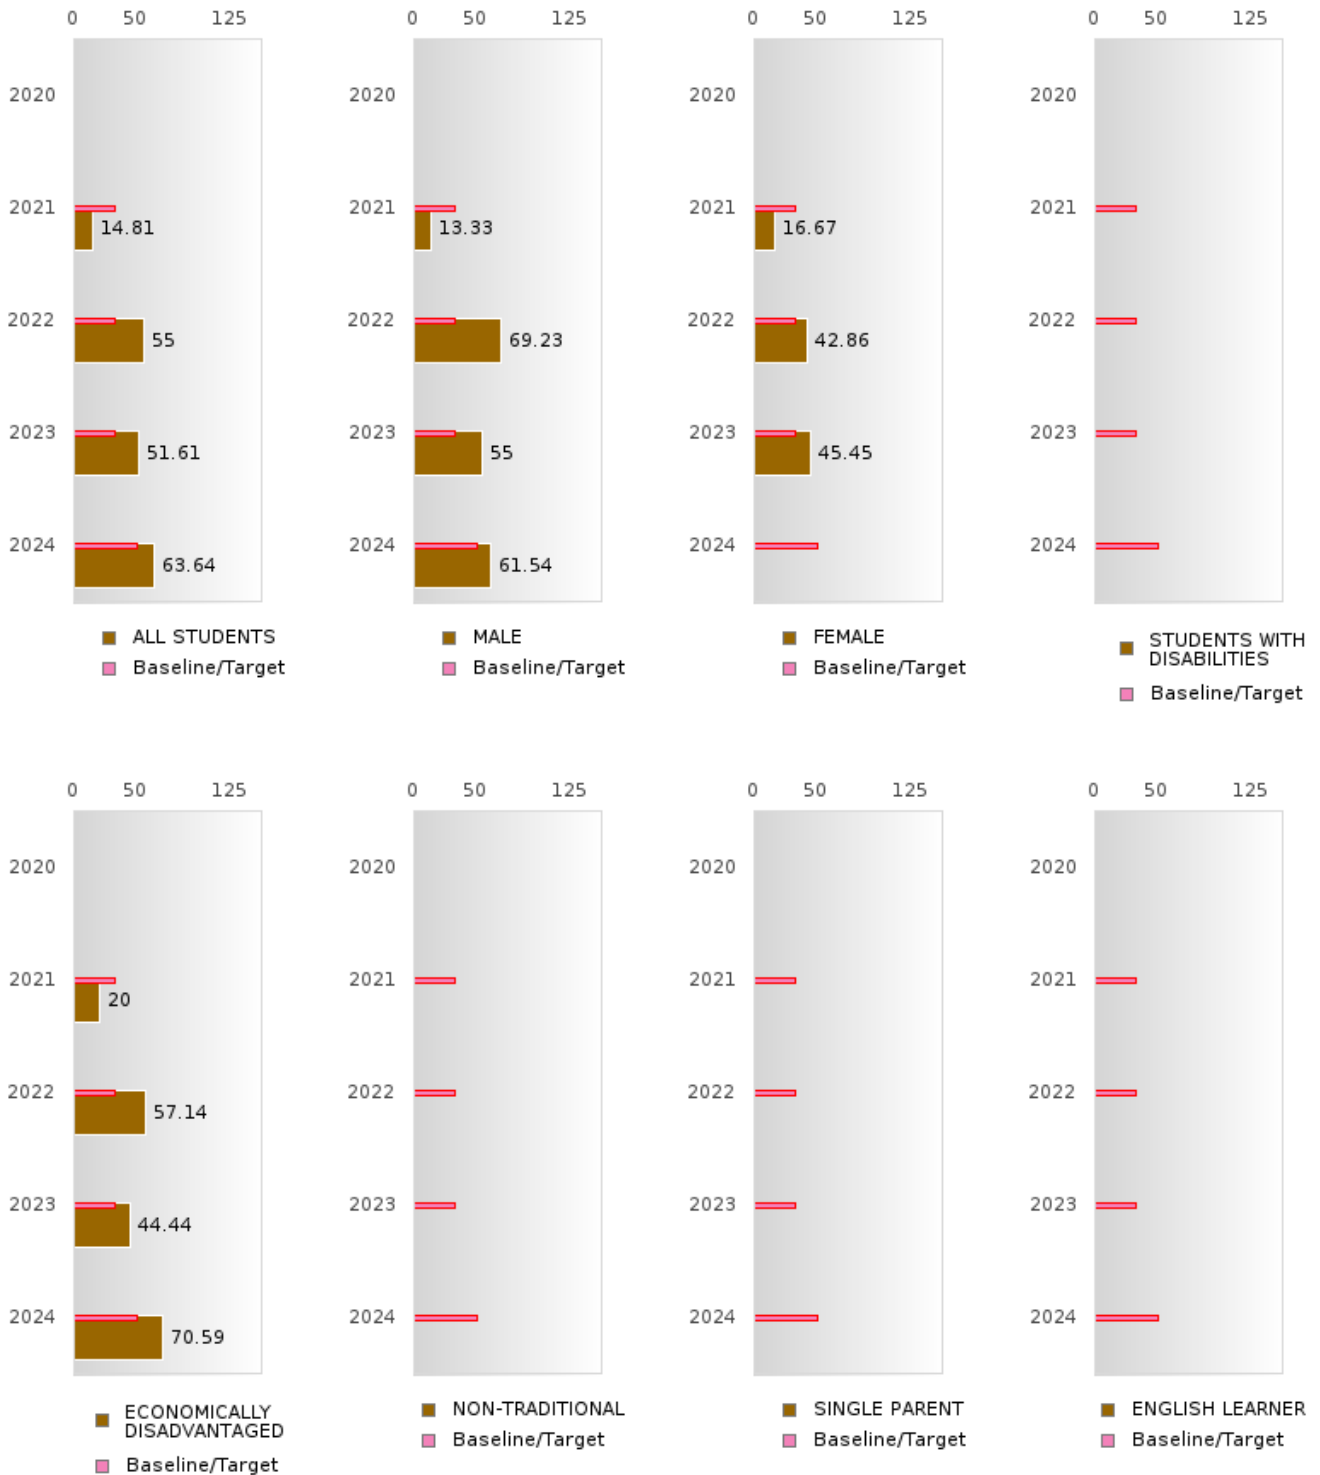 0 50 125 0 50 125 0 50 125 0 50 125
2020 2020 2020 2020
2021 2021 2021 2021
14.81 13.33 16.67
2022 2022 2022 2022
55 69.23 42.86
2023 2023 2023 2023
51.61 55 45.45
2024 2024 2024 2024
63.64 61.54
ALL STUDENTS MALE FEMALE STUDENTS WITH
DISABILITIES
Baseline/Target Baseline/Target Baseline/Target Baseline/Target
0 50 125 0 50 125 0 50 125 0 50 125
2020 2020 2020 2020
2021 2021 2021 2021
20
2022 2022 2022 2022
57.14
2023 2023 2023 2023
44.44
2024 2024 2024 2024
70.59
ECONOMICALLY NON-TRADITIONAL SINGLE PARENT ENGLISH LEARNER
DISADVANTAGED
Baseline/Target Baseline/Target Baseline/Target Baseline/Target